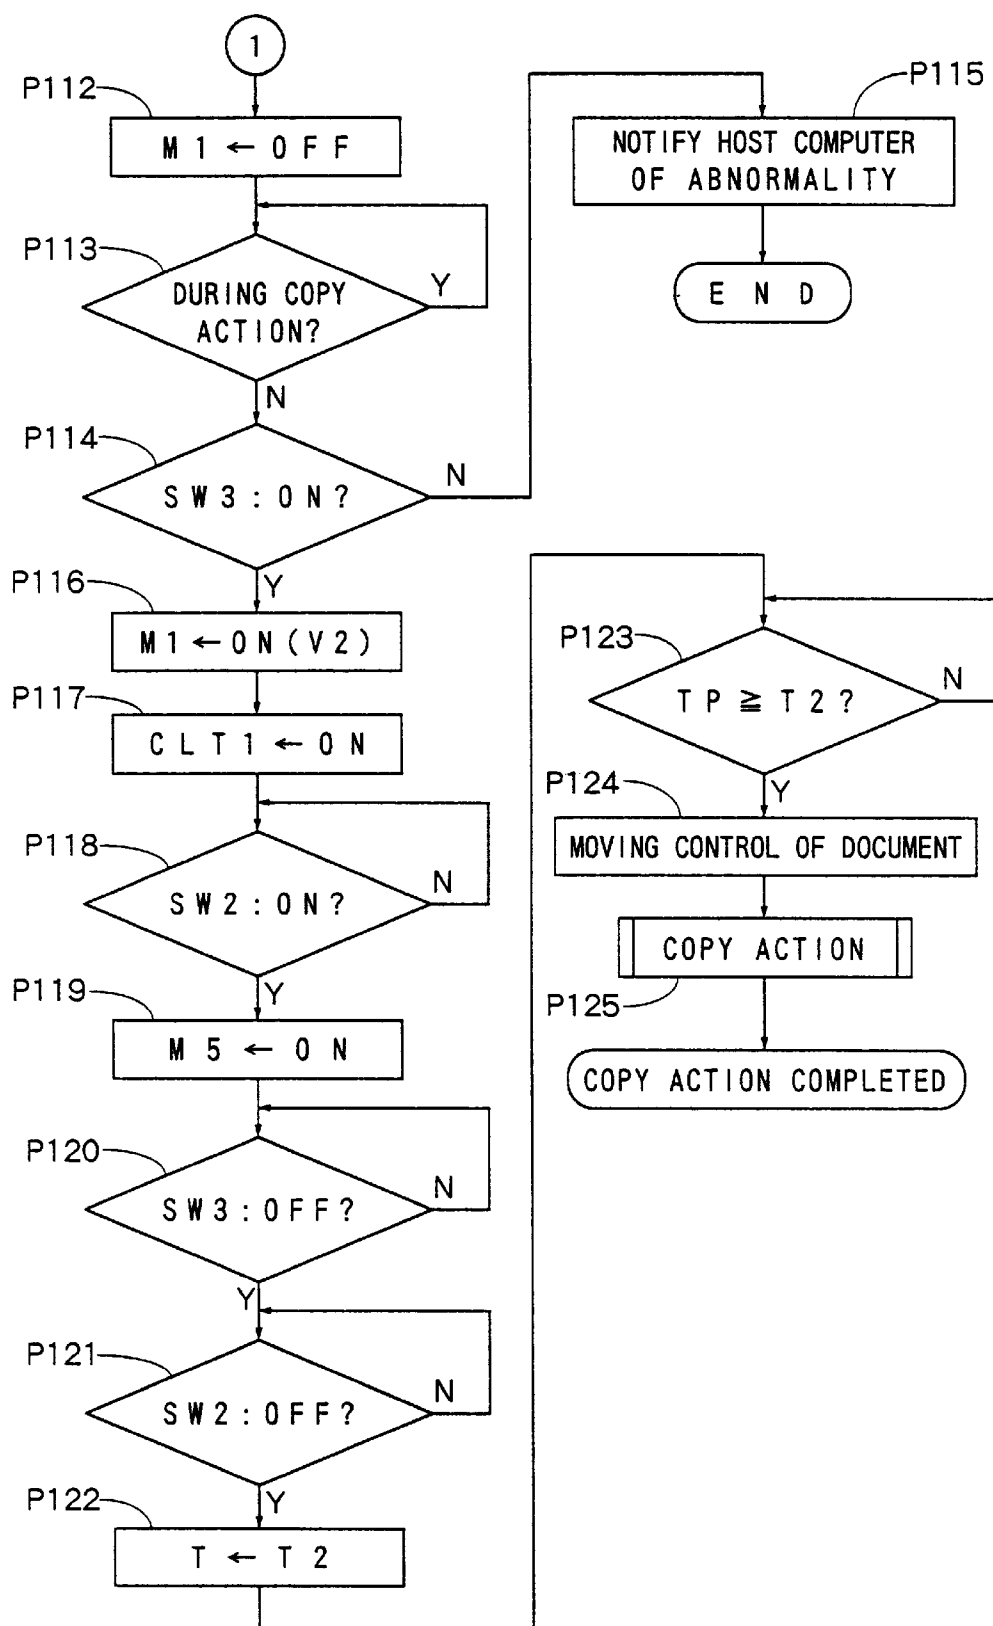 1
P112
M1 ← OFF
P113
DURING COPY
ACTION?
Y
N
P114
SW3:ON?
N
Y
P115
NOTIFY HOST COMPUTER
OF ABNORMALITY
END
P116
M1 ← ON(V2)
P117
CLT1 ← ON
P118
SW2:ON?
N
Y
P119
M5 ← ON
P120
SW3:OFF?
N
Y
P121
SW2:OFF?
N
Y
P122
T ← T2
P123
TP ≧ T2?
N
Y
P124
MOVING CONTROL OF DOCUMENT
COPY ACTION
P125
COPY ACTION COMPLETED